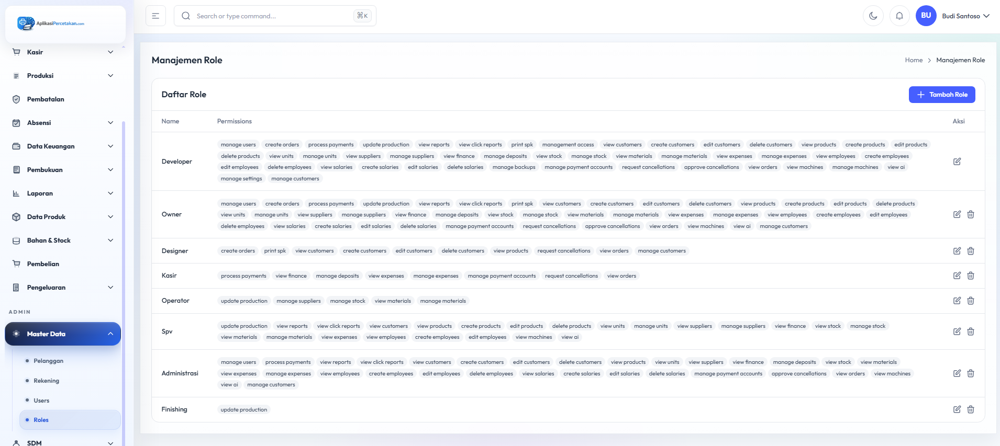 AplikasiPercetakan.com
Search or type command...
⌘K
BU
Budi Santoso
Kasir
Produksi
Pembatalan
Absensi
Data Keuangan
Pembukuan
Laporan
Data Produk
Bahan & Stock
Pembelian
Pengeluaran
ADMIN
Master Data
Pelanggan
Rekening
Users
Roles
SDM
Manajemen Role
Home > Manajemen Role
Daftar Role
Tambah Role
Name Permissions Aksi
manage users create orders process payments update production view reports view click reports print spk management access view customers create customers edit customers delete customers view products create products edit products
Developer
delete products view units manage units view suppliers manage suppliers view finance manage deposits view stock manage stock view materials manage materials view expenses manage expenses view employees create employees
edit employees delete employees view salaries create salaries edit salaries delete salaries manage backups manage payment accounts request cancellations approve cancellations view orders view machines manage machines view ai
manage settings manage customers
manage users create orders process payments update production view reports view click reports print spk view customers create customers edit customers delete customers view products create products edit products delete products
Owner
view units manage units view suppliers manage suppliers view finance manage deposits view stock manage stock view materials manage materials view expenses manage expenses view employees create employees edit employees
delete employees view salaries create salaries edit salaries delete salaries manage payment accounts request cancellations approve cancellations view orders view machines view ai manage customers
Designer
create orders print spk view customers create customers edit customers delete customers view products request cancellations view orders manage customers
Kasir
process payments view finance manage deposits view expenses manage expenses manage payment accounts request cancellations view orders
Operator
update production manage suppliers manage stock view materials manage materials
Spv
update production view reports view click reports view customers view products create products edit products delete products view units manage units view suppliers manage suppliers view finance view stock manage stock
view materials manage materials view expenses view employees create employees edit employees view machines view ai
manage users process payments view reports view click reports view customers create customers edit customers delete customers view products view units view suppliers view finance manage deposits view stock view materials
Administrasi
view expenses manage expenses view employees create employees edit employees delete employees view salaries create salaries edit salaries delete salaries manage payment accounts approve cancellations view orders view machines
view ai manage customers
Finishing
update production